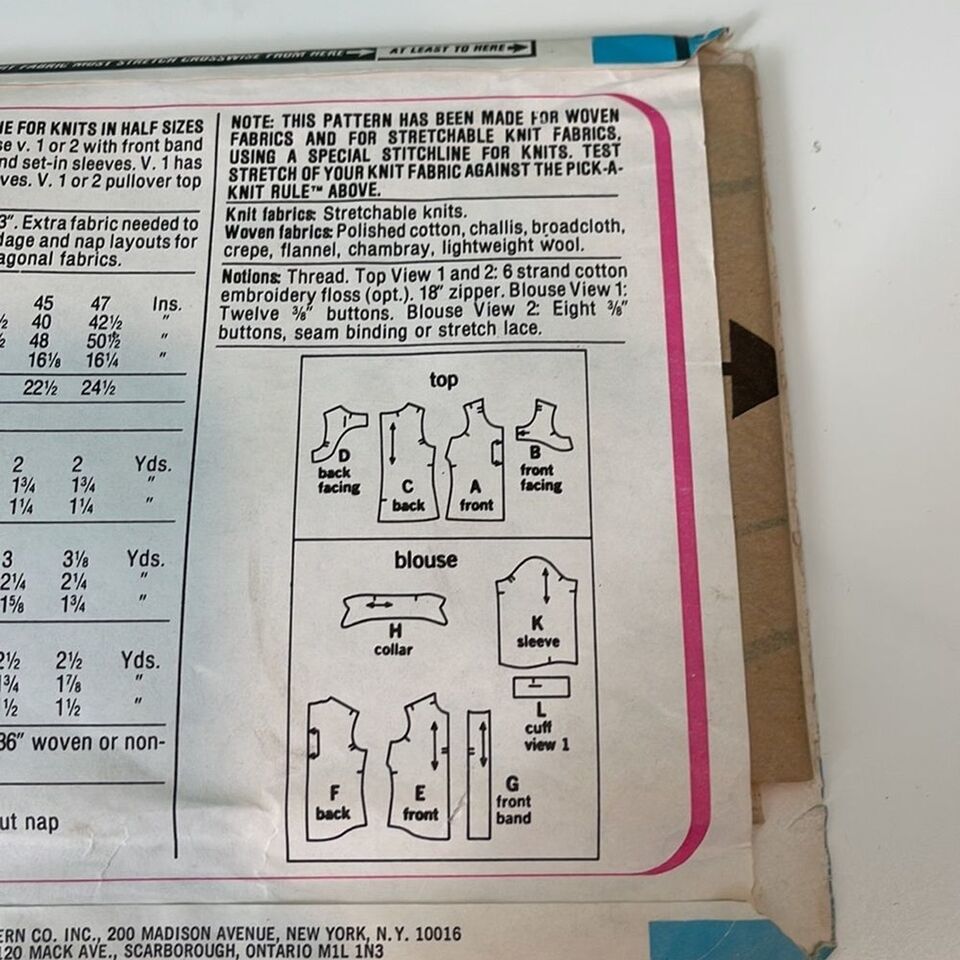 FABRIC MUST STRETCH CROSSWISE FROM HERE AT LEAST TO HERE
FOR KNITS IN HALF SIZES
v. 1 or 2 with front band
set-in sleeves. V. 1 has
V. 1 or 2 pullover top
3". Extra fabric needed to
and nap layouts for
fabrics.
45 47 Ins.
40 42½ "
48 50½ "
16⅛ 16¼ "
22½ 24½
2 2 Yds.
1¾ 1¾ "
1¼ 1¼ "
3 3⅛ Yds.
2¼ 2¼ "
1⅝ 1¾ "
2½ 2½ Yds.
1¾ 1⅞ "
½ 1½ "
36" woven or non-
ut nap
NOTE: THIS PATTERN HAS BEEN MADE FOR WOVEN
FABRICS AND FOR STRETCHABLE KNIT FABRICS,
USING A SPECIAL STITCHLINE FOR KNITS. TEST
STRETCH OF YOUR KNIT FABRIC AGAINST THE PICK-A-
KNIT RULE™ ABOVE.
Knit fabrics: Stretchable knits.
Woven fabrics: Polished cotton, challis, broadcloth,
crepe, flannel, chambray, lightweight wool.
Notions: Thread. Top View 1 and 2: 6 strand cotton
embroidery floss (opt.). 18" zipper. Blouse View 1:
Twelve ⅜" buttons. Blouse View 2: Eight ⅜"
buttons, seam binding or stretch lace.
top
D
back
facing
C
back
A
front
B
front
facing
blouse
H
collar
K
sleeve
L
cuff
view 1
F
back
E
front
G
front
band
CO. INC., 200 MADISON AVENUE, NEW YORK, N.Y. 10016
120 MACK AVE., SCARBOROUGH, ONTARIO M1L 1N3